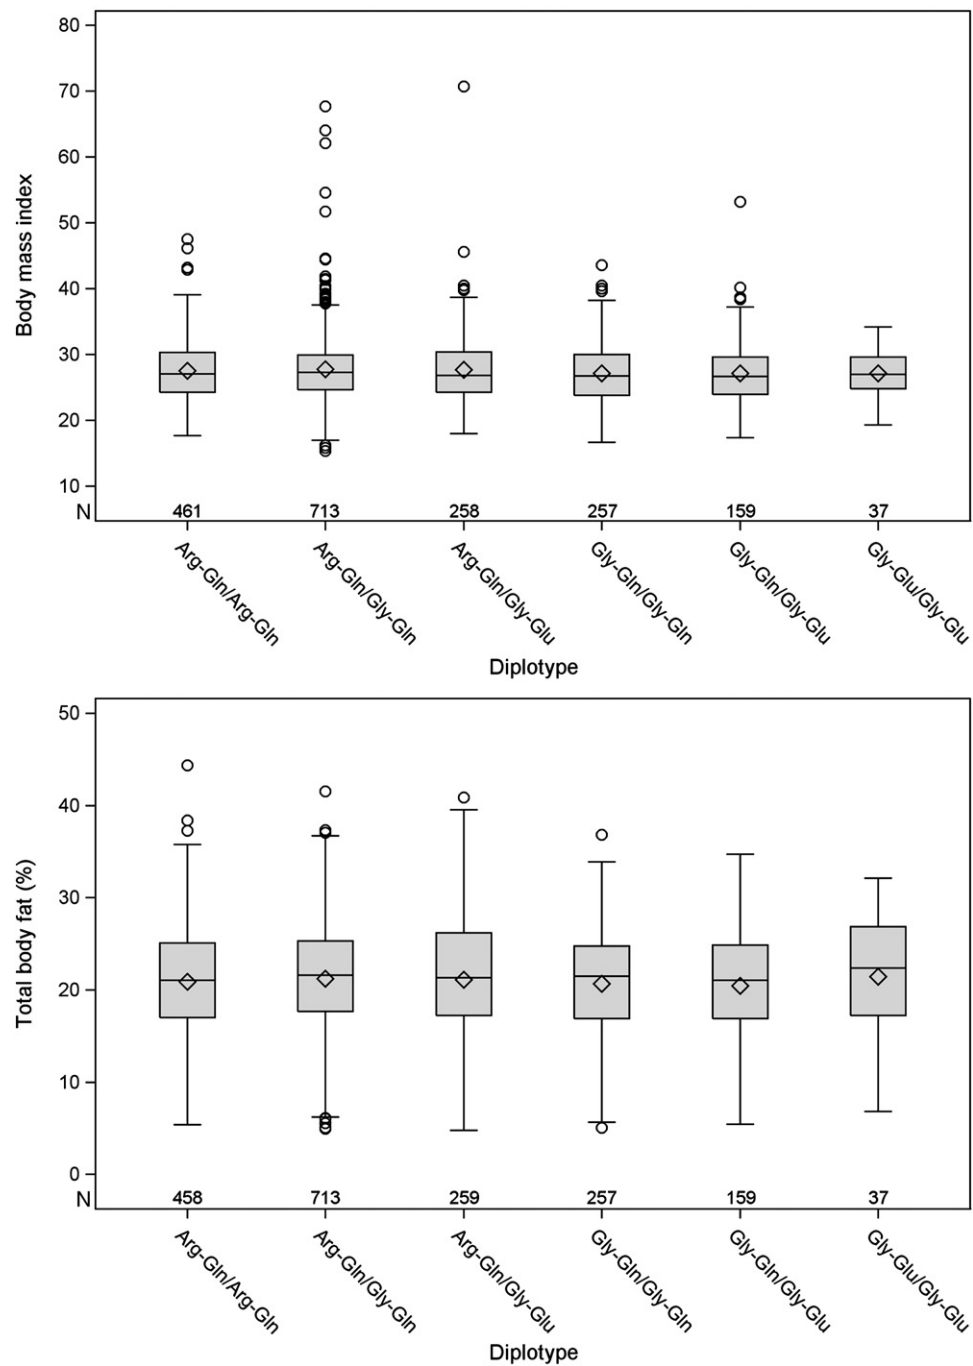 80
70
60
50
40
30
20
10
Body mass index
N 461 713 258 257 159 37
Arg-Gln/Arg-Gln
Arg-Gln/Gly-Gln
Arg-Gln/Gly-Glu
Gly-Gln/Gly-Gln
Gly-Gln/Gly-Glu
Gly-Glu/Gly-Glu
Diplotype
50
40
30
20
10
0
Total body fat (%)
N 458 713 259 257 159 37
Arg-Gln/Arg-Gln
Arg-Gln/Gly-Gln
Arg-Gln/Gly-Glu
Gly-Gln/Gly-Gln
Gly-Gln/Gly-Glu
Gly-Glu/Gly-Glu
Diplotype